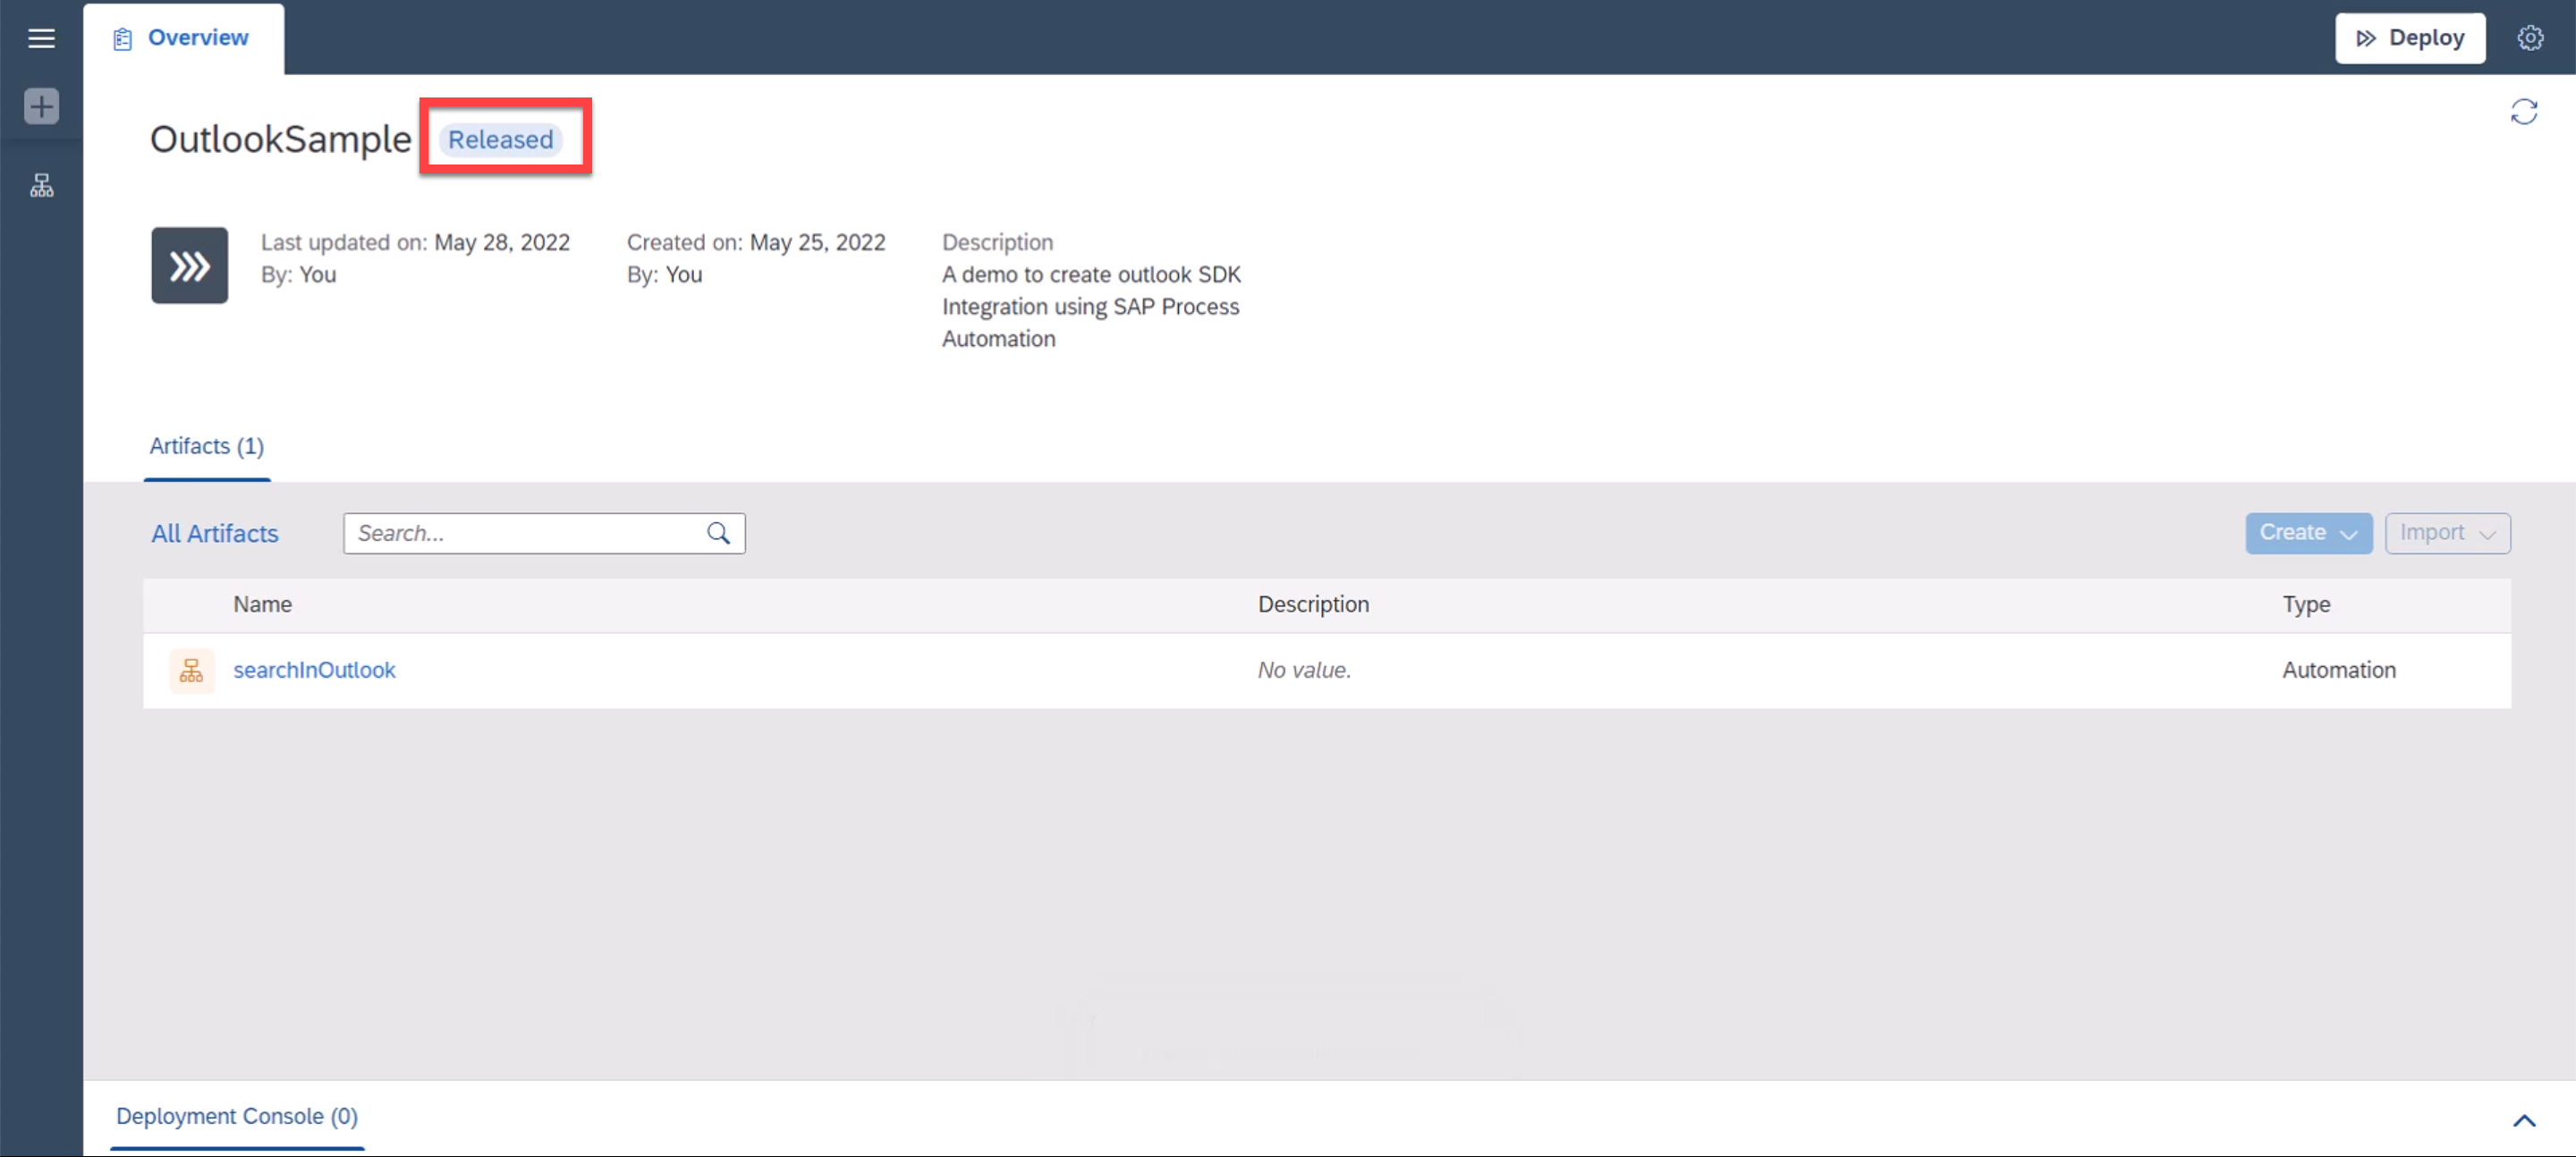 Overview
Deploy
OutlookSample Released
Last updated on: May 28, 2022
By: You
Created on: May 25, 2022
By: You
Description
A demo to create outlook SDK
Integration using SAP Process
Automation
Artifacts (1)
All Artifacts
Search...
Create
Import
Name Description Type
searchInOutlook No value. Automation
Deployment Console (0)